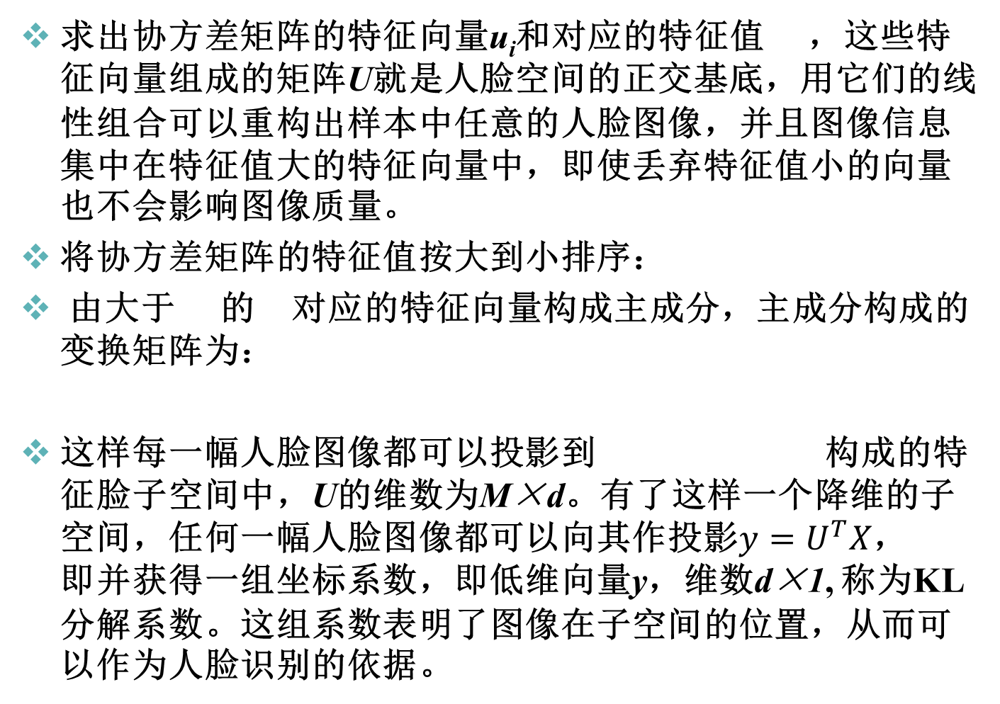 ❖ 求出协方差矩阵的特征向量uᵢ和对应的特征值 ，这些特
征向量组成的矩阵U就是人脸空间的正交基底，用它们的线
性组合可以重构出样本中任意的人脸图像，并且图像信息
集中在特征值大的特征向量中，即使丢弃特征值小的向量
也不会影响图像质量。
❖ 将协方差矩阵的特征值按大到小排序：
❖ 由大于 的 对应的特征向量构成主成分，主成分构成的
变换矩阵为：
❖ 这样每一幅人脸图像都可以投影到 构成的特
征脸子空间中，U的维数为M×d。有了这样一个降维的子
空间，任何一幅人脸图像都可以向其作投影y = UᵀX，
即并获得一组坐标系数，即低维向量y，维数d×1, 称为KL
分解系数。这组系数表明了图像在子空间的位置，从而可
以作为人脸识别的依据。